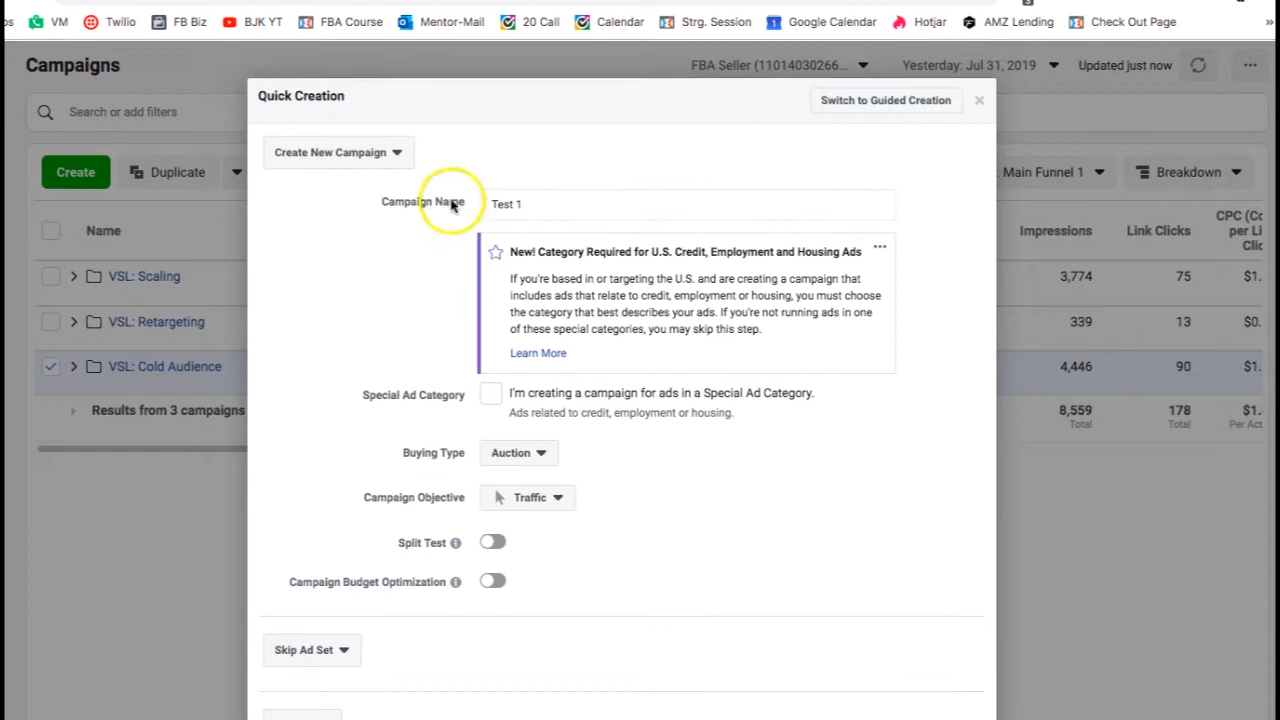 os VM Twilio FB Biz BJK YT FBA Course Mentor-Mail 20 Call Calendar Strg. Session 1 Google Calendar Hotjar AMZ Lending Check Out Page »
Campaigns
FBA Seller (11014030266... Yesterday: Jul 31, 2019 Updated just now ...
Search or add filters
Quick Creation
Switch to Guided Creation ×
Create New Campaign
Create Duplicate
Main Funnel 1 Breakdown
Campaign Name Test 1
Name
Impressions Link Clicks CPC (Co
per Li
Clic
New! Category Required for U.S. Credit, Employment and Housing Ads ...
If you're based in or targeting the U.S. and are creating a campaign that
includes ads that relate to credit, employment or housing, you must choose
the category that best describes your ads. If you're not running ads in one
of these special categories, you may skip this step.
Learn More
VSL: Scaling 3,774 75 $1.
VSL: Retargeting 339 13 $0.
VSL: Cold Audience 4,446 90 $1.
Results from 3 campaigns 8,559 178 $1.
Total Total Per Act
Special Ad Category I'm creating a campaign for ads in a Special Ad Category.
Ads related to credit, employment or housing.
Buying Type Auction
Campaign Objective Traffic
Split Test
Campaign Budget Optimization
Skip Ad Set